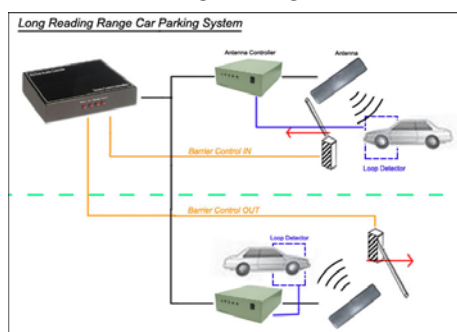 Long Reading Range Car Parking System
Antenna Controller
Antenna
Barrier Control IN
Loop Detector
Barrier Control OUT
Loop Detector